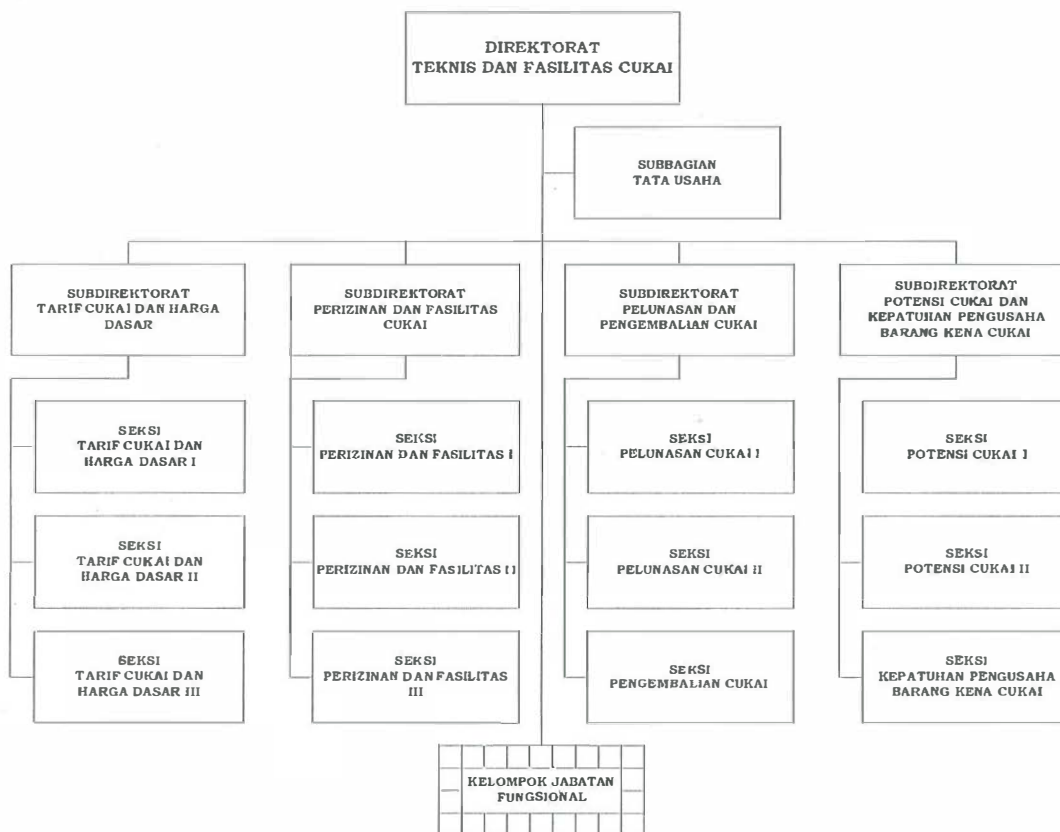 DIREKTORAT
TEKNIS DAN FASILITAS CUKAI
SUBBAGIAN
TATA USAHA
SUBDIREKTORAT
TARIF CUKAI DAN HARGA
DASAR
SUBDIREKTORAT
PERIZINAN DAN FASILITAS
CUKAI
SUBDIREKTORAT
PELUNASAN DAN
PENGEMBALIAN CUKAI
SUBDIREKTORAT
POTENSI CUKAI DAN
KEPATUHAN PENGUSAHA
BARANG KENA CUKAI
SEKSI
TARIF CUKAI DAN
HARGA DASAR I
SEKSI
PERIZINAN DAN FASILITAS I
SEKSI
PELUNASAN CUKAI I
SEKSI
POTENSI CUKAI I
SEKSI
TARIF CUKAI DAN
HARGA DASAR II
SEKSI
PERIZINAN DAN FASILITAS II
SEKSI
PELUNASAN CUKAI II
SEKSI
POTENSI CUKAI II
SEKSI
TARIF CUKAI DAN
HARGA DASAR III
SEKSI
PERIZINAN DAN FASILITAS
III
SEKSI
PENGEMBALIAN CUKAI
SEKSI
KEPATUHAN PENGUSAHA
BARANG KENA CUKAI
KELOMPOK JABATAN
FUNGSIONAL